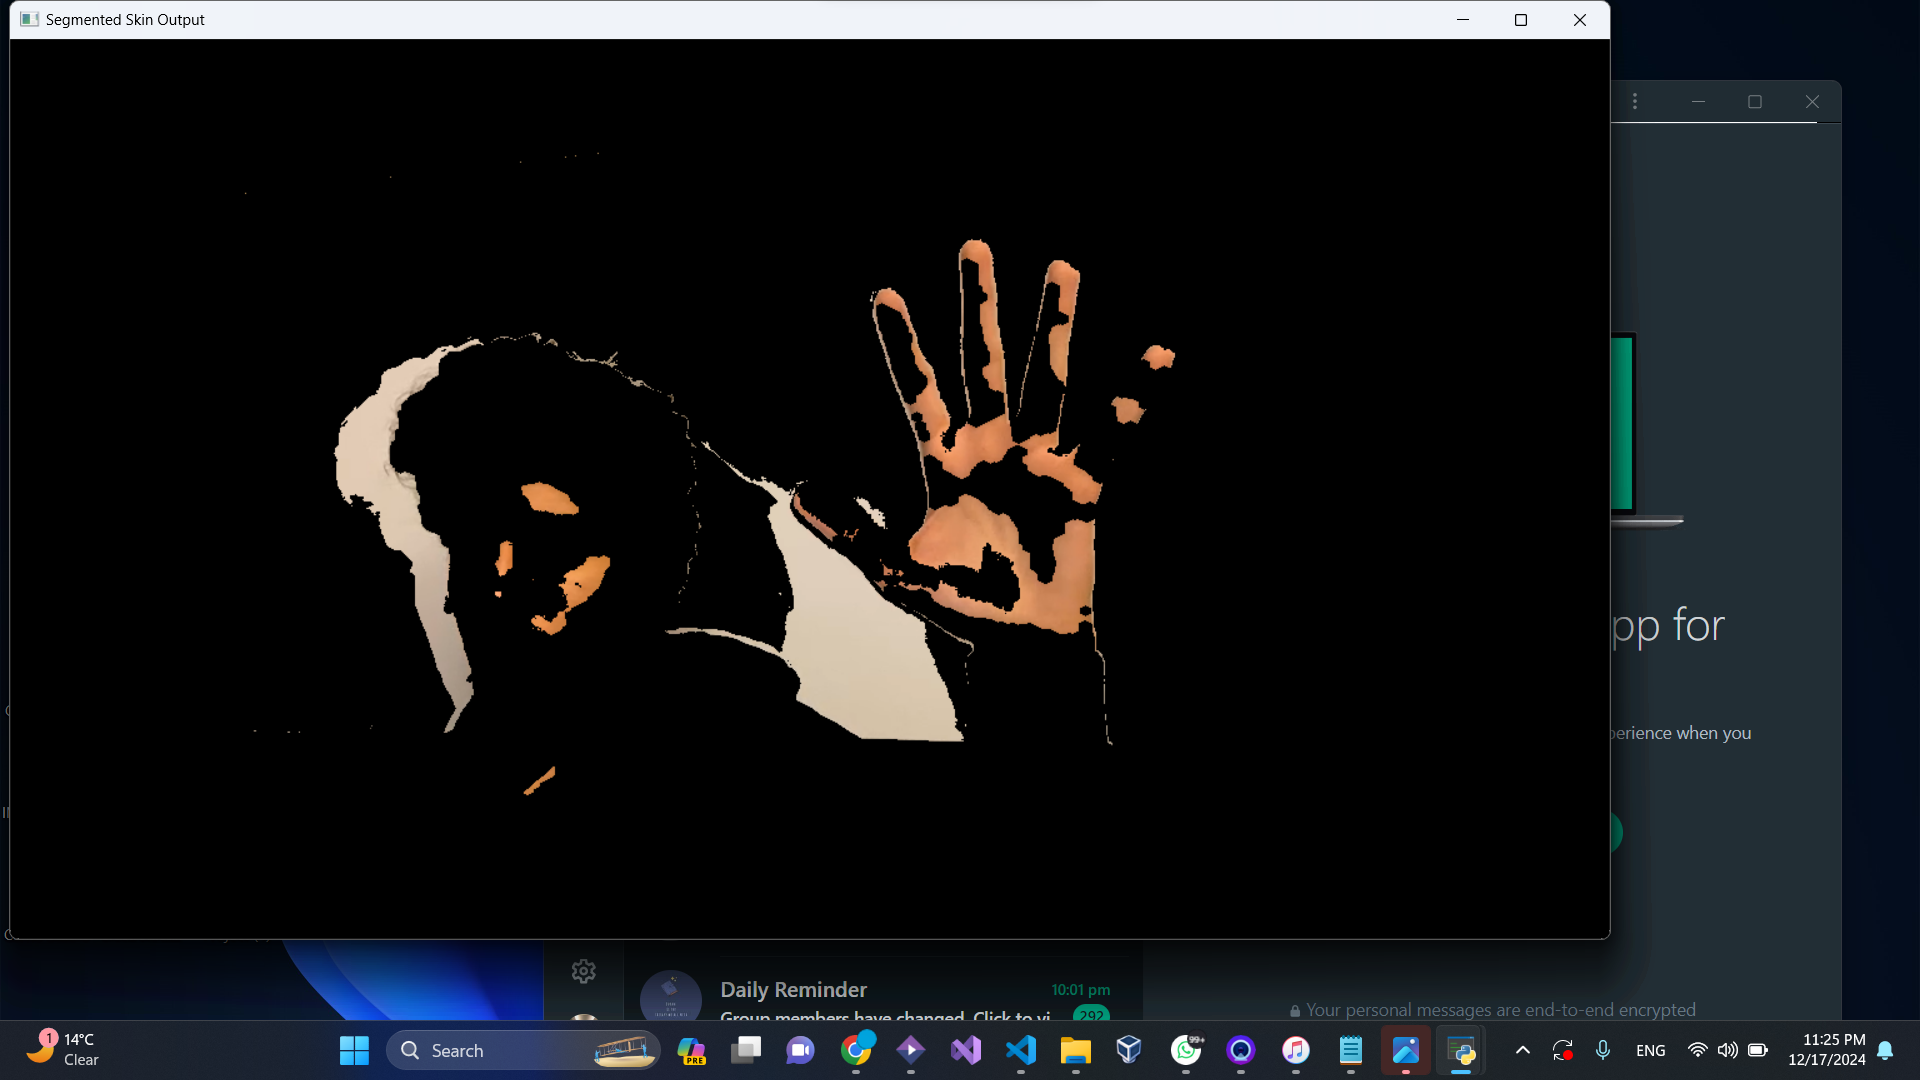 Segmented Skin Output
pp for
perience when you
Daily Reminder
10:01 pm
Group members have changed. Click to vi
292
Your personal messages are end-to-end encrypted
1
14°C
Clear
Search
PRE
99+
ENG
11:25 PM
12/17/2024